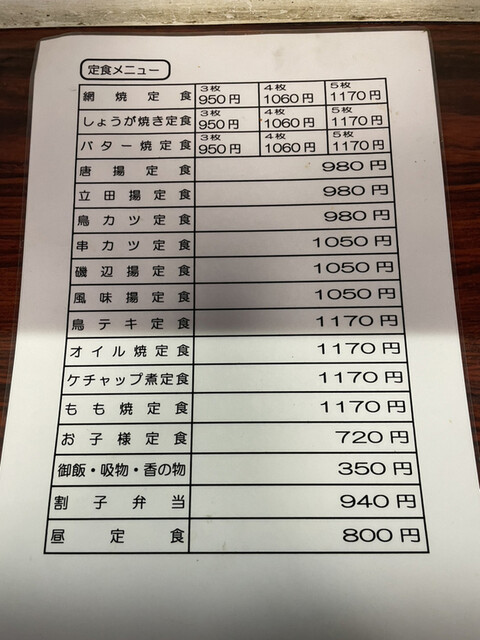 定食メニュー
網焼定食 3枚 950円 4枚 1060円 5枚 1170円
しょうが焼き定食 3枚 950円 4枚 1060円 5枚 1170円
バター焼定食 3枚 950円 4枚 1060円 5枚 1170円
唐揚定食 980円
立田揚定食 980円
鳥カツ定食 980円
串カツ定食 1050円
磯辺揚定食 1050円
風味揚定食 1050円
鳥テキ定食 1170円
オイル焼定食 1170円
ケチャップ煮定食 1170円
もも焼定食 1170円
お子様定食 720円
御飯・吸物・香の物 350円
割子弁当 940円
昼定食 800円